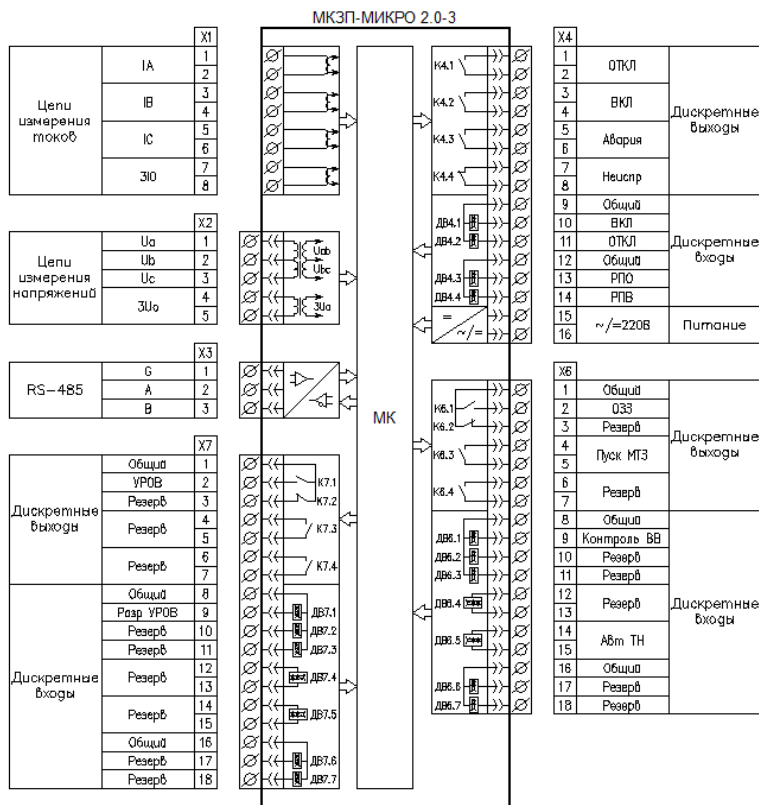 МКЗП-МИКРО 2.0-3
X1
Цепи измерения токов
IA
1
2
IB
3
4
IC
5
6
3I0
7
8
X2
Цепи измерения напряжений
Ua
1
Ub
2
Uc
3
3Uo
4
5
Uab
Ubc
3Uo
X3
RS-485
G
1
A
2
B
3
X7
Дискретные выходы
Общий
1
УРОВ
2
Резерв
3
Резерв
4
5
Резерв
6
7
K7.1
K7.2
K7.3
K7.4
Дискретные входы
Общий
8
Разр УРОВ
9
Резерв
10
Резерв
11
Резерв
12
13
Резерв
14
15
Общий
16
Резерв
17
Резерв
18
ДВ7.1
ДВ7.2
ДВ7.3
ДВ7.4
ДВ7.5
ДВ7.6
ДВ7.7
МК
X4
K4.1
1
2
ОТКЛ
K4.2
3
4
ВКЛ
K4.3
5
6
Авария
K4.4
7
8
Неиспр
Дискретные выходы
9
Общий
ДВ4.1
10
ВКЛ
ДВ4.2
11
ОТКЛ
12
Общий
ДВ4.3
13
РПО
ДВ4.4
14
РПВ
Дискретные входы
=
~/=
15
16
~/=220В
Питание
X6
1
Общий
K6.1
2
ОЗЗ
K6.2
3
Резерв
K6.3
4
5
Пуск МТЗ
K6.4
6
7
Резерв
Дискретные выходы
8
Общий
ДВ6.1
9
Контроль ВВ
ДВ6.2
10
Резерв
ДВ6.3
11
Резерв
ДВ6.4
12
13
Резерв
ДВ6.5
14
15
Авт ТН
16
Общий
ДВ6.6
17
Резерв
ДВ6.7
18
Резерв
Дискретные входы